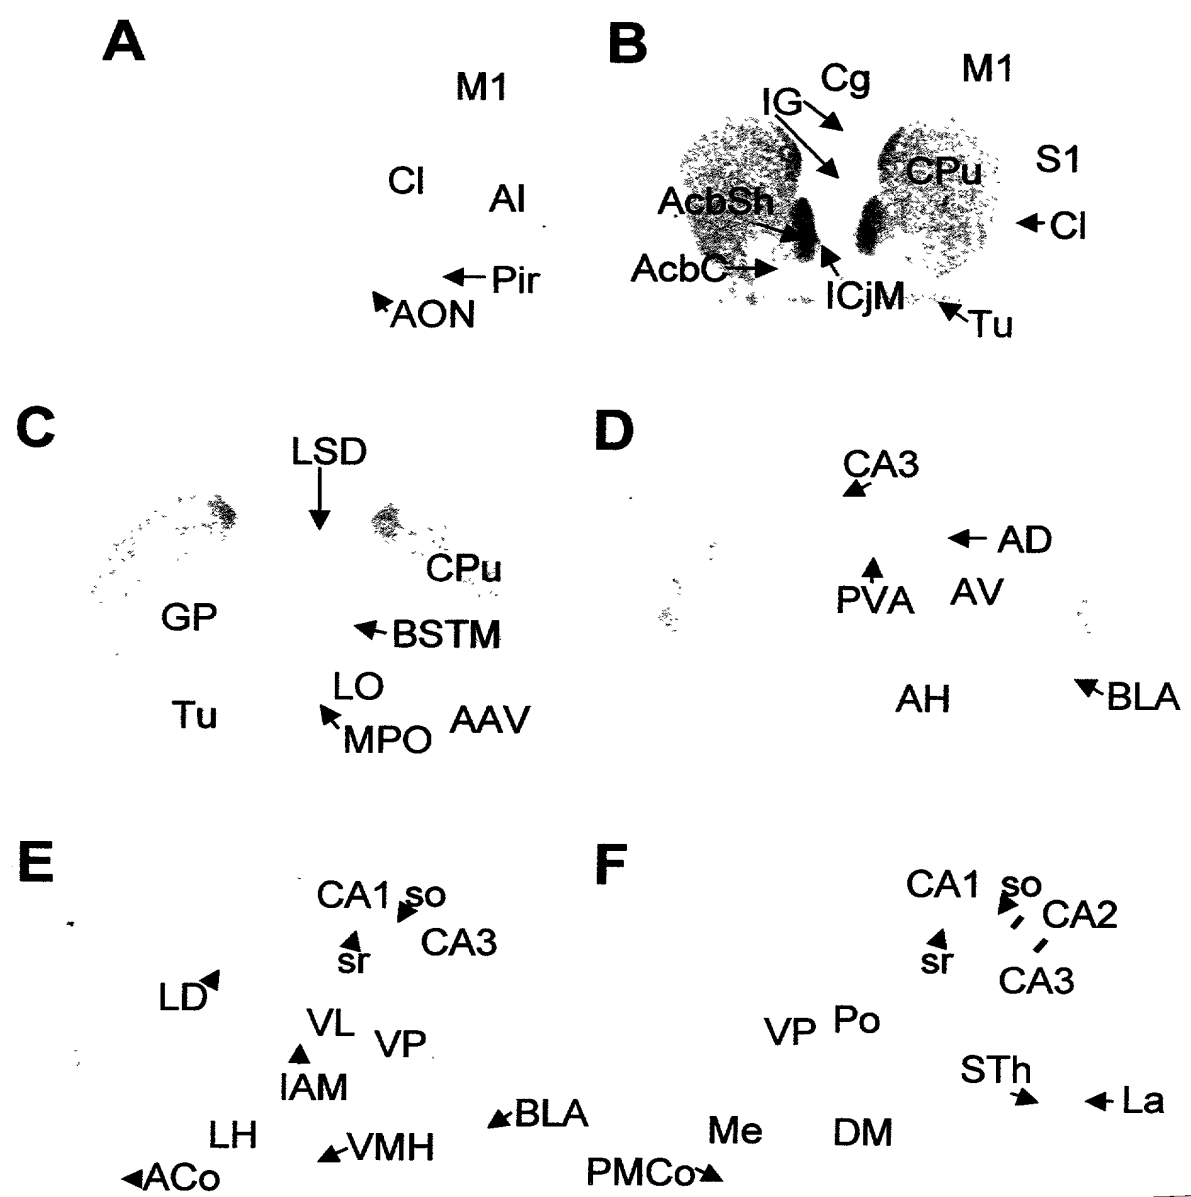 A
M1
Cl
AI
Pir
AON
B
Cg
M1
IG
S1
CPu
AcbSh
Cl
AcbC
ICjM
Tu
C
LSD
CPu
GP
BSTM
LO
Tu
AAV
MPO
D
CA3
AD
PVA
AV
AH
BLA
E
CA1
so
CA3
sr
LD
VL
VP
IAM
BLA
LH
VMH
ACo
F
CA1
so
CA2
sr
CA3
VP
Po
STh
La
Me
DM
PMCo